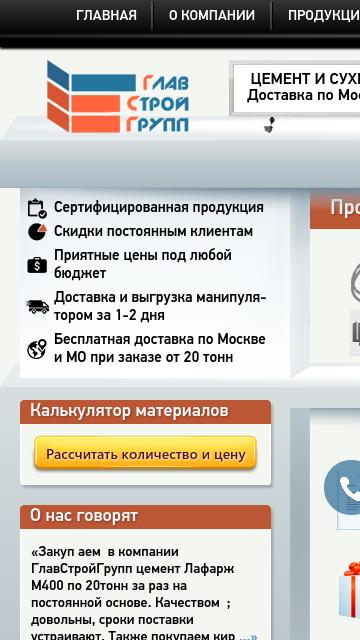 ГЛАВНАЯ
О КОМПАНИИ
ПРОДУКЦИ
ГЛАВ
СТРОЙ
ГРУПП
ЦЕМЕНТ И СУХ
Доставка по Мос
Сертифицированная продукция
Скидки постоянным клиентам
Приятные цены под любой
бюджет
Доставка и выгрузка манипуля-
тором за 1-2 дня
Бесплатная доставка по Москве
и МО при заказе от 20 тонн
Про
Калькулятор материалов
Рассчитать количество и цену
О нас говорят
«Закуп аем в компании
ГлавСтройГрупп цемент Лафарж
М400 по 20тонн за раз на
постоянной основе. Качеством ;
довольны, сроки поставки
устраивают. Также покупаем кир ...»